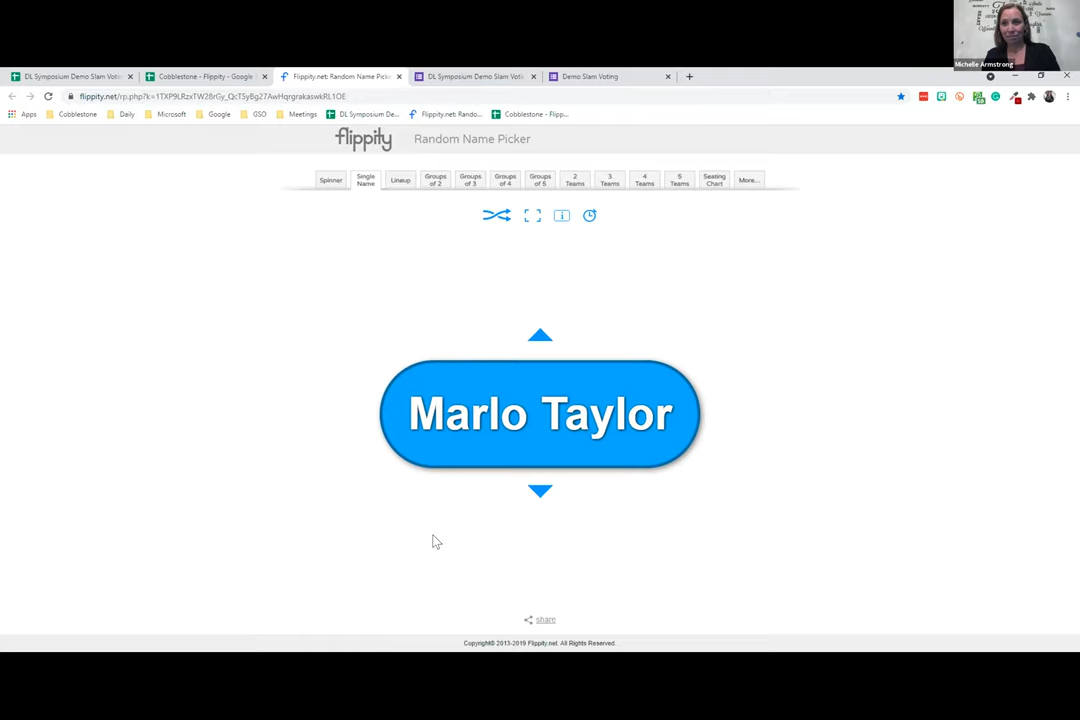 Michelle Armstrong
DL Symposium Demo Slam Votin
Cobblestone - Flippity - Google
Flippity.net: Random Name Pick
DL Symposium Demo Slam Voti
Demo Slam Voting
flippity.net/rp.php?k=1TXP9LRzxTW28rGy_QcT5yBg27AwHqrgrakaswkRL1OE
Apps
Cobblestone
Daily
Microsoft
Google
GSO
Meetings
DL Symposium De...
Flippity.net: Rando...
Cobblestone - Flipp...
flippity
Random Name Picker
Spinner
Single
Name
Lineup
Groups
of 2
Groups
of 3
Groups
of 4
Groups
of 5
2
Teams
3
Teams
4
Teams
5
Teams
Seating
Chart
More...
Marlo Taylor
share
Copyright© 2013-2019 Flippity.net. All Rights Reserved.